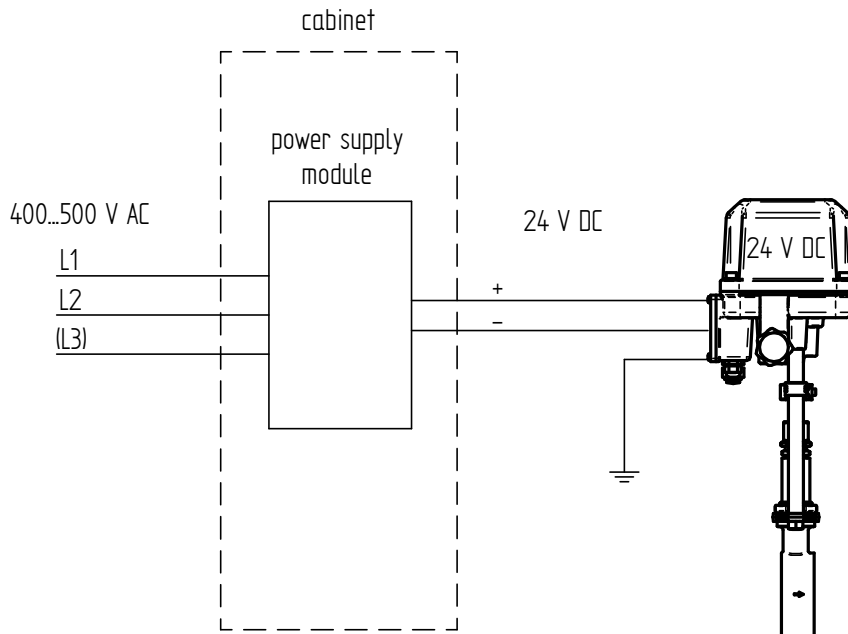 cabinet
power supply
module
400...500 V AC
24 V DC
24 V DC
L1
L2
(L3)
+
−